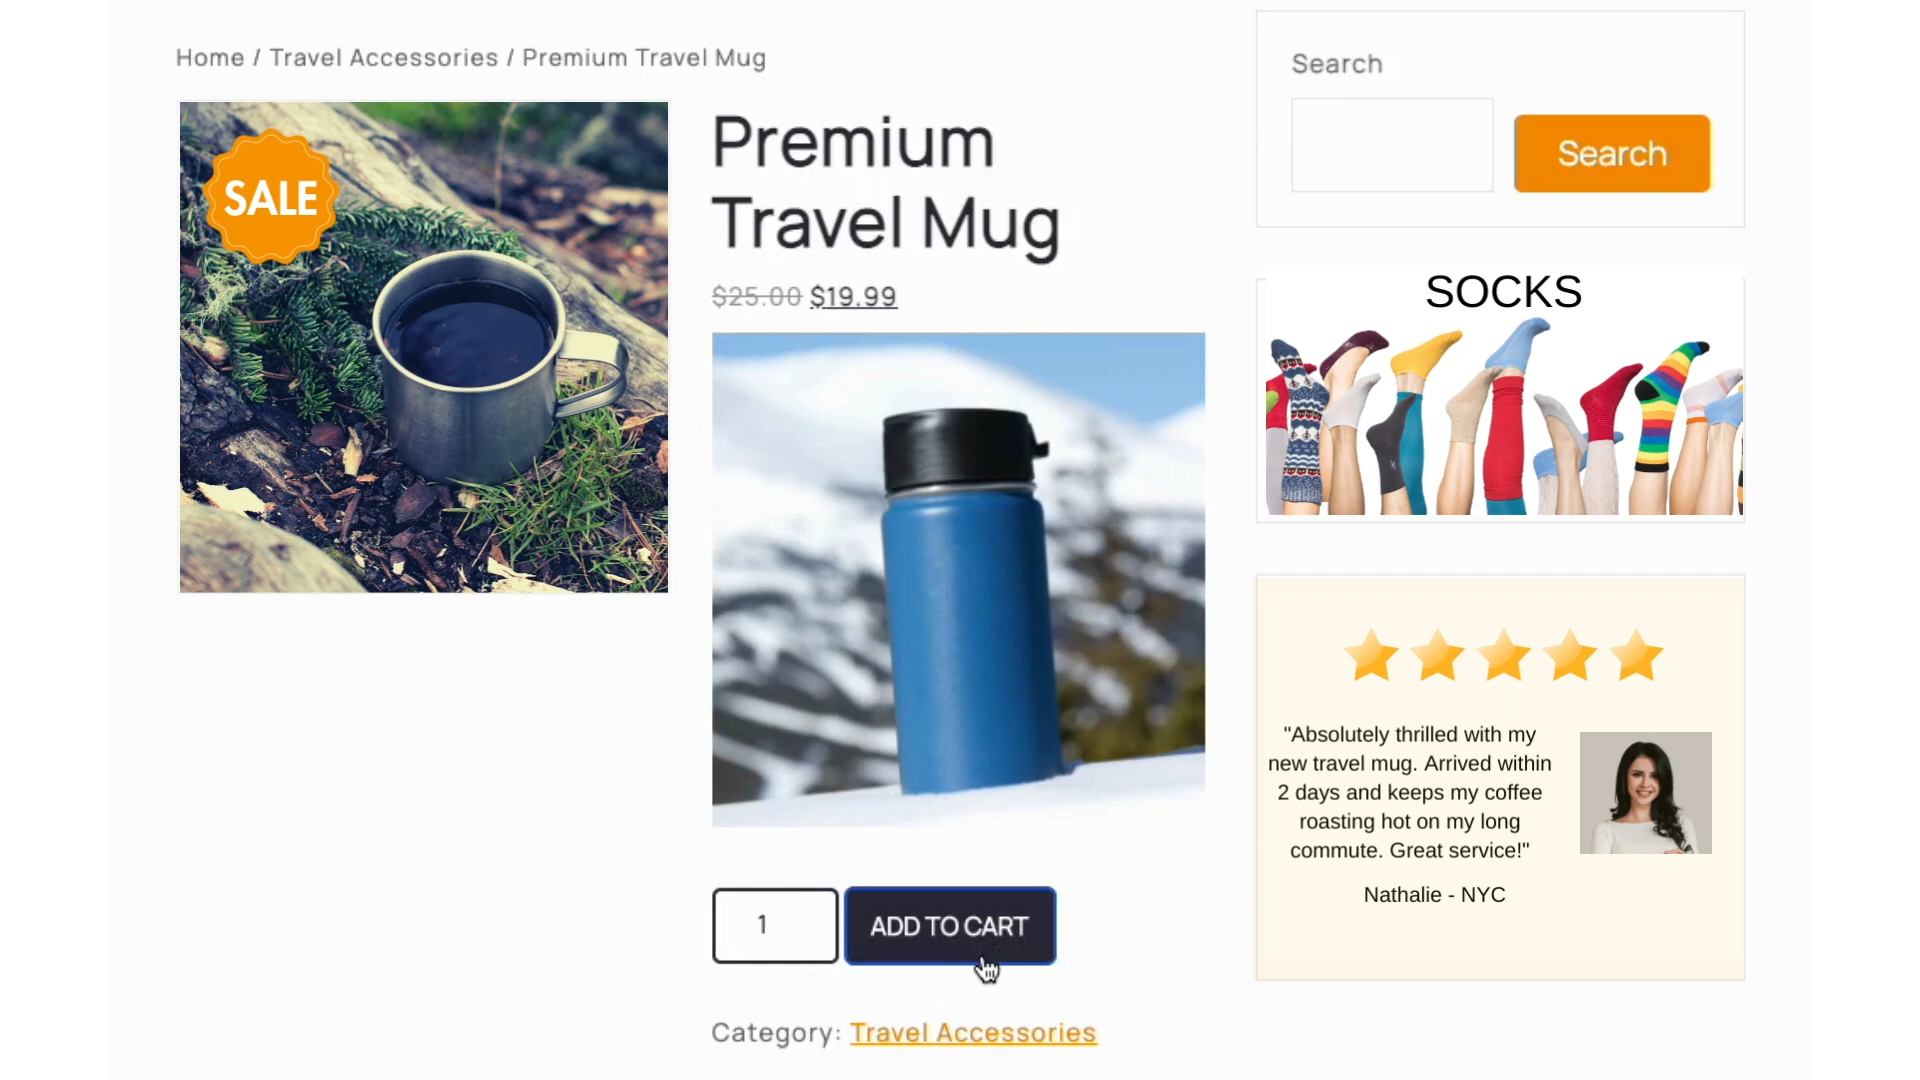 Home / Travel Accessories / Premium Travel Mug
SALE
Premium
Travel Mug
$25.00 $19.99
1
ADD TO CART
Category: Travel Accessories
Search
Search
SOCKS
"Absolutely thrilled with my
new travel mug. Arrived within
2 days and keeps my coffee
roasting hot on my long
commute. Great service!"
Nathalie - NYC